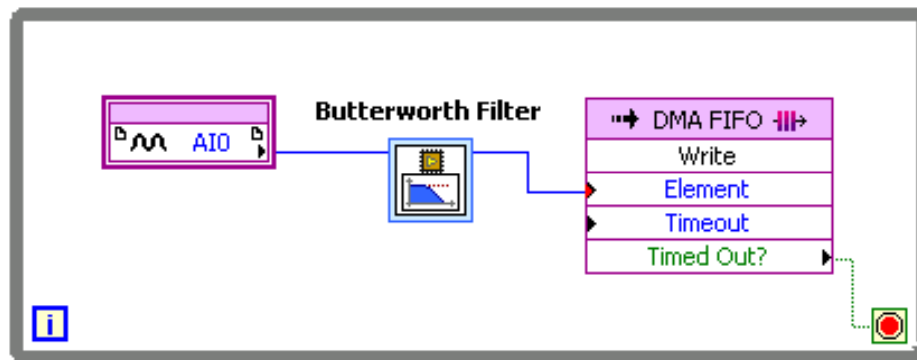 Butterworth Filter
AI0
DMA FIFO
Write
Element
Timeout
Timed Out?
i